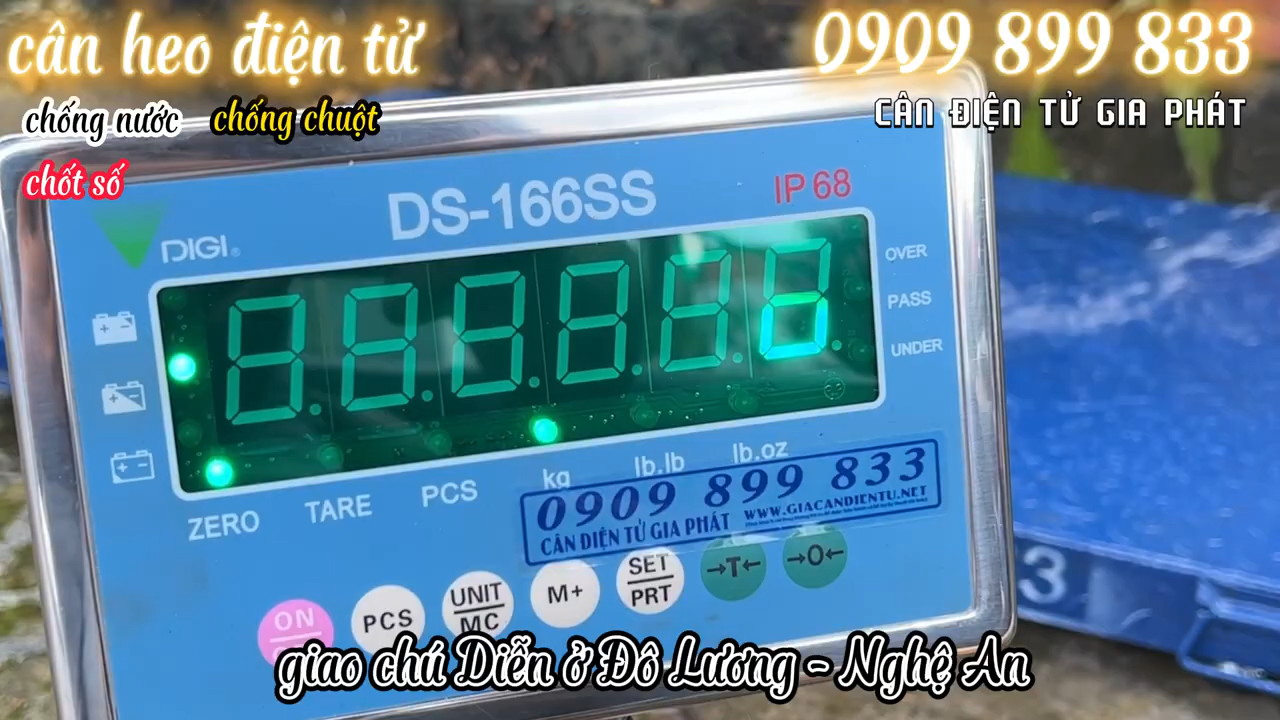 cân heo điện tử
0909 899 833
chống nước chống chuột
CÂN ĐIỆN TỬ GIA PHÁT
chốt số
DS-166SS
IP 68
DIGI
OVER
PASS
UNDER
ZERO
TARE
PCS
kg
lb.lb
lb.oz
0909 899 833
CÂN ĐIỆN TỬ GIA PHÁT
WWW.GIACANDIENTU.NET
ON
PCS
UNIT
MC
M+
SET
PRT
→T←
→0←
3
giao chú Diễn ở Đô Lương - Nghệ An